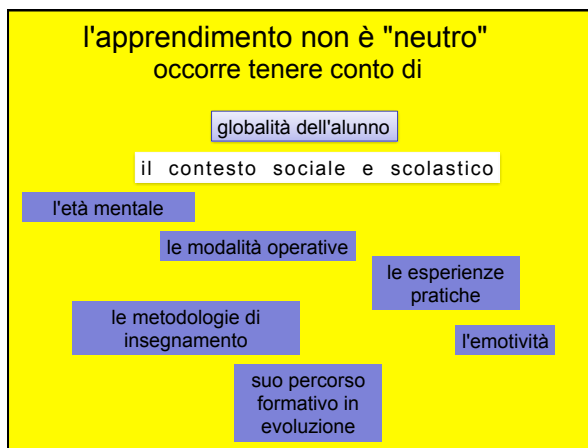 l'apprendimento non è "neutro"
occorre tenere conto di
globalità dell'alunno
il contesto sociale e scolastico
l'età mentale
le modalità operative
le esperienze
pratiche
le metodologie di
insegnamento
l'emotività
suo percorso
formativo in
evoluzione